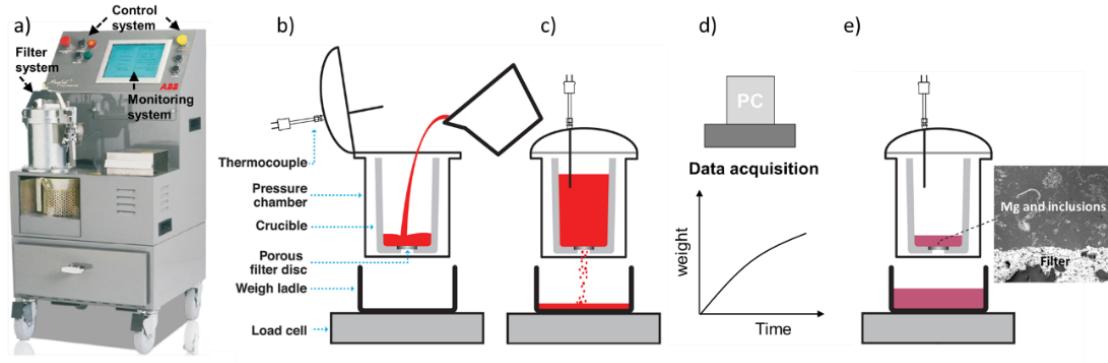 a)
Control
system
Filter
system
Monitoring
system
ABB
b)
Thermocouple
Pressure
chamber
Crucible
Porous
filter disc
Weigh ladle
Load cell
c)
d)
PC
Data acquisition
weight
Time
e)
Mg and inclusions
Filter